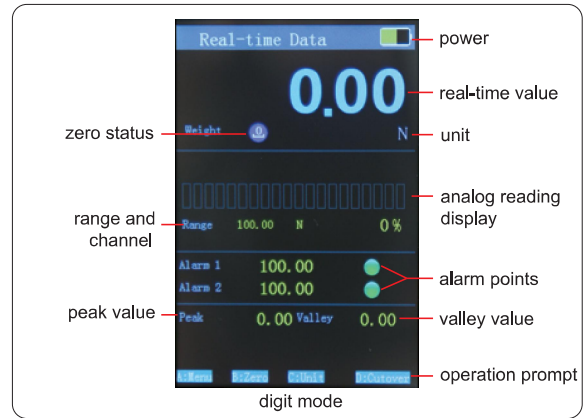 Real-time Data
power
0.00
real-time value
zero status
Weight
N
unit
analog reading
display
range and
channel
Range 100.00 N 0%
Alarm 1 100.00
Alarm 2 100.00
alarm points
peak value
Peak 0.00 Valley 0.00
valley value
A:Menu B:Zero C:Unit D:Cutover
operation prompt
digit mode